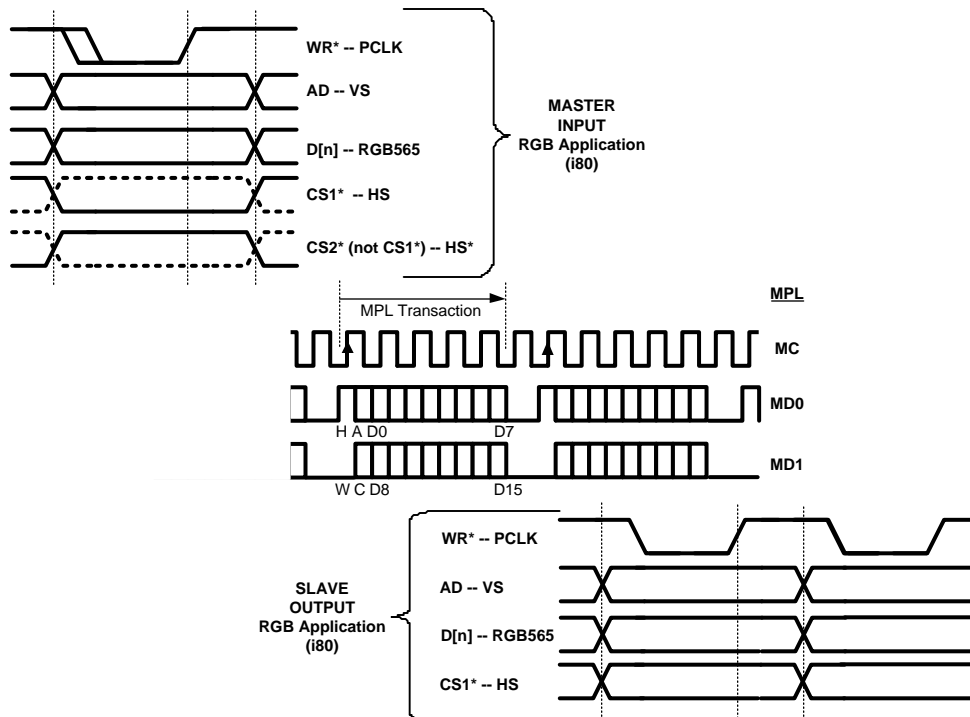 WR* -- PCLK
AD -- VS
D[n] -- RGB565
CS1* -- HS
CS2* (not CS1*) -- HS*
MASTER
INPUT
RGB Application
(i80)
MPL Transaction
MPL
MC
MD0
H A D0 D7
MD1
W C D8 D15
SLAVE
OUTPUT
RGB Application
(i80)
WR* -- PCLK
AD -- VS
D[n] -- RGB565
CS1* -- HS